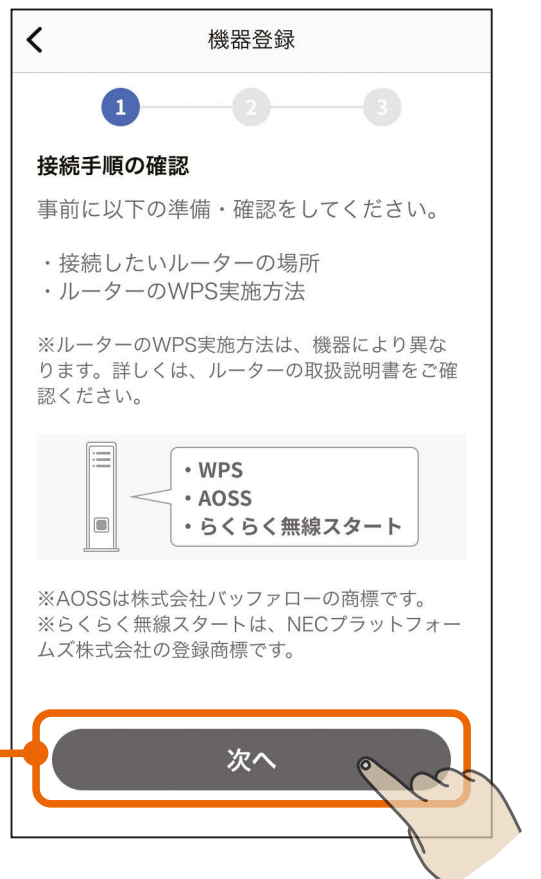 機器登録
1 2 3
接続手順の確認
事前に以下の準備・確認をしてください。
・接続したいルーターの場所
・ルーターのWPS実施方法
※ルーターのWPS実施方法は、機器により異な
ります。詳しくは、ルーターの取扱説明書をご確
認ください。
・WPS
・AOSS
・らくらく無線スタート
※AOSSは株式会社バッファローの商標です。
※らくらく無線スタートは、NECプラットフォー
ムズ株式会社の登録商標です。
次へ